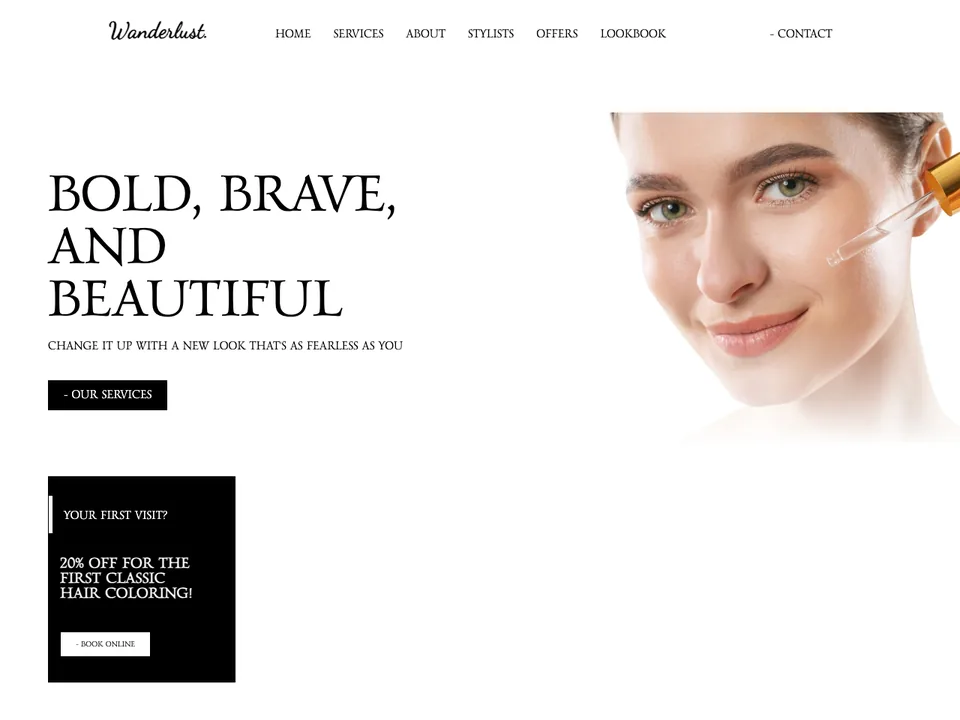 Wanderlust.
HOME SERVICES ABOUT STYLISTS OFFERS LOOKBOOK - CONTACT
BOLD, BRAVE,
AND
BEAUTIFUL
CHANGE IT UP WITH A NEW LOOK THAT'S AS FEARLESS AS YOU
- OUR SERVICES
YOUR FIRST VISIT?
20% OFF FOR THE
FIRST CLASSIC
HAIR COLORING!
- BOOK ONLINE